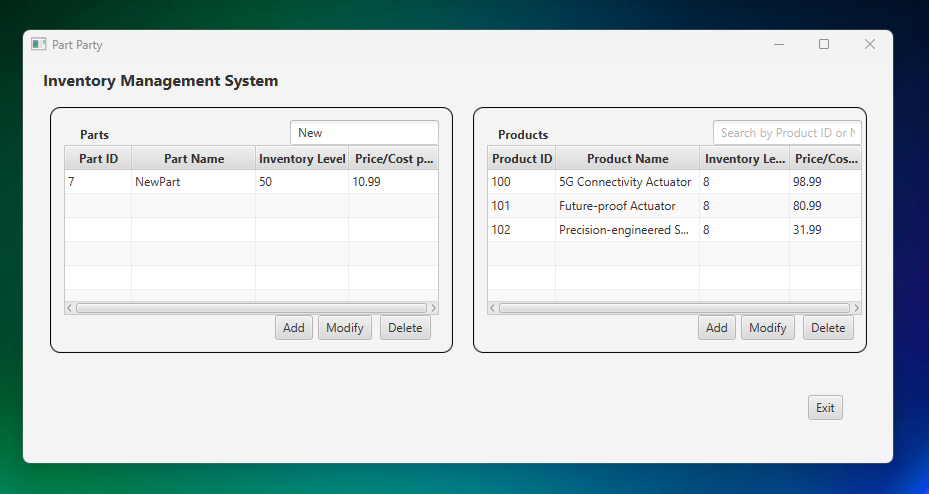 Part Party
Inventory Management System
Parts
New
Part ID Part Name Inventory Level Price/Cost p...
7 NewPart 50 10.99
Add Modify Delete
Products
Search by Product ID or N
Product ID Product Name Inventory Le... Price/Cos...
100 5G Connectivity Actuator 8 98.99
101 Future-proof Actuator 8 80.99
102 Precision-engineered S... 8 31.99
Add Modify Delete
Exit